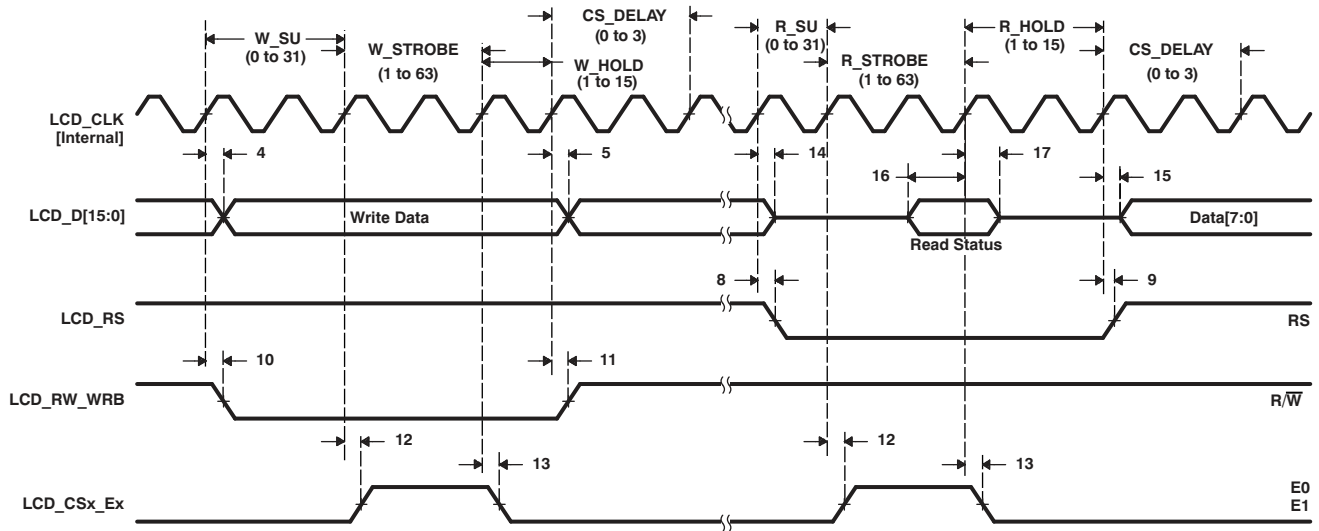 CS_DELAY
(0 to 3)
W_SU
(0 to 31)
W_STROBE
(1 to 63)
W_HOLD
(1 to 15)
R_SU
(0 to 31)
R_STROBE
(1 to 63)
R_HOLD
(1 to 15)
CS_DELAY
(0 to 3)
LCD_CLK
[Internal]
4
5
14
17
16
15
LCD_D[15:0]
Write Data
Read Status
Data[7:0]
8
9
LCD_RS
RS
10
11
LCD_RW_WRB
R/W̅
12
13
12
13
LCD_CSx_Ex
E0
E1